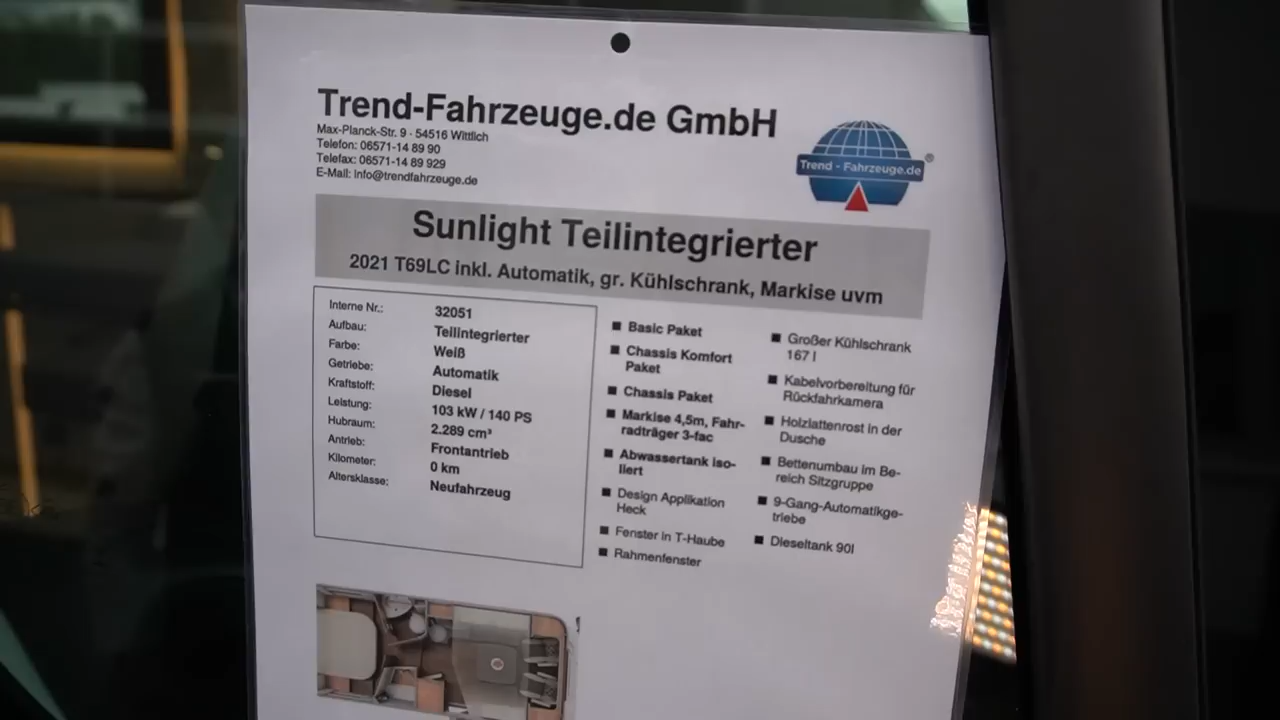 Trend-Fahrzeuge.de GmbH
Max-Planck-Str. 9 - 54516 Wittlich
Telefon: 06571-14 89 90
Telefax: 06571-14 89 929
E-Mail: info@trendfahrzeuge.de
Trend - Fahrzeuge.de
®
Sunlight Teilintegrierter
2021 T69LC inkl. Automatik, gr. Kühlschrank, Markise uvm
Interne Nr.: 32051
Aufbau: Teilintegrierter
Farbe: Weiß
Getriebe: Automatik
Kraftstoff: Diesel
Leistung: 103 kW / 140 PS
Hubraum: 2.289 cm³
Antrieb: Frontantrieb
Kilometer: 0 km
Altersklasse: Neufahrzeug
■ Basic Paket
■ Chassis Komfort
Paket
■ Chassis Paket
■ Markise 4,5m, Fahr-
radträger 3-fac
■ Abwassertank iso-
liert
■ Design Applikation
Heck
■ Fenster in T-Haube
■ Rahmenfenster
■ Großer Kühlschrank
167 l
■ Kabelvorbereitung für
Rückfahrkamera
■ Holzlattenrost in der
Dusche
■ Bettenumbau im Be-
reich Sitzgruppe
■ 9-Gang-Automatikge-
triebe
■ Dieseltank 90l